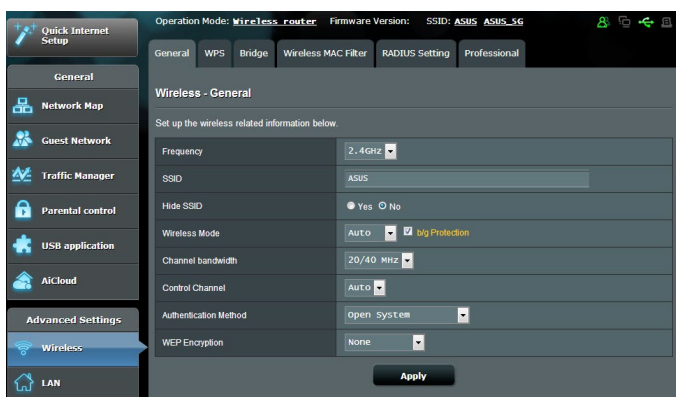 Quick Internet
Setup
Operation Mode: Wireless router Firmware Version: SSID: ASUS ASUS_5G
General WPS Bridge Wireless MAC Filter RADIUS Setting Professional
General
Network Map
Guest Network
Traffic Manager
Parental control
USB application
AiCloud
Advanced Settings
Wireless
LAN
Wireless - General
Set up the wireless related information below.
Frequency 2.4GHz
SSID ASUS
Hide SSID Yes No
Wireless Mode Auto b/g Protection
Channel bandwidth 20/40 MHz
Control Channel Auto
Authentication Method Open System
WEP Encryption None
Apply